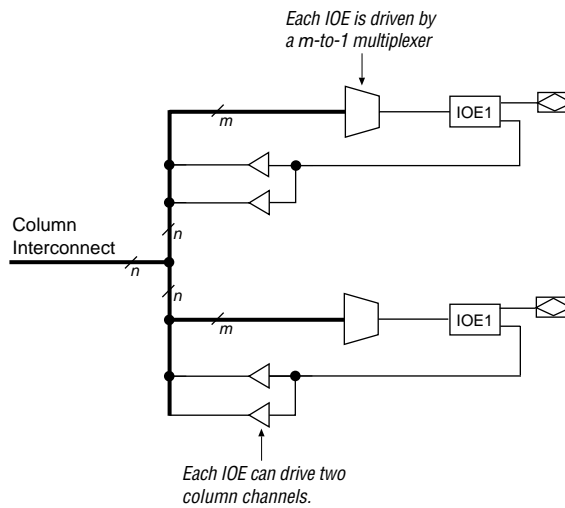 Each IOE is driven by
a m-to-1 multiplexer
m
IOE1
Column
Interconnect
n
n
n
m
IOE1
Each IOE can drive two
column channels.